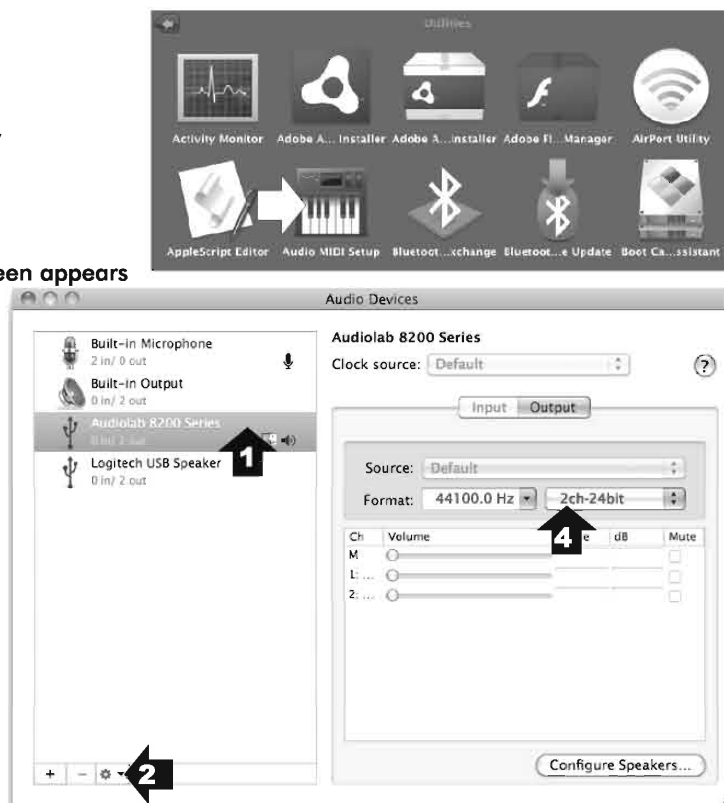 Utilities
Activity Monitor Adobe A... Installer Adobe A...installer Adobe Fl...Manager AirPort Utility
AppleScript Editor Audio MIDI Setup Bluetoot...xchange Bluetoot...e Update Boot Ca...ssistant
een appears
Audio Devices
Built-in Microphone
2 in/ 0 out
Built-in Output
0 in/ 2 out
Audiolab 8200 Series
0 in/ 2 out
1
Logitech USB Speaker
0 in/ 2 out
+ - 2
Audiolab 8200 Series
Clock source: Default ?
Input Output
Source: Default
Format: 44100.0 Hz 2ch-24bit
4
Ch Volume e dB Mute
M
1: ...
2: ...
Configure Speakers...